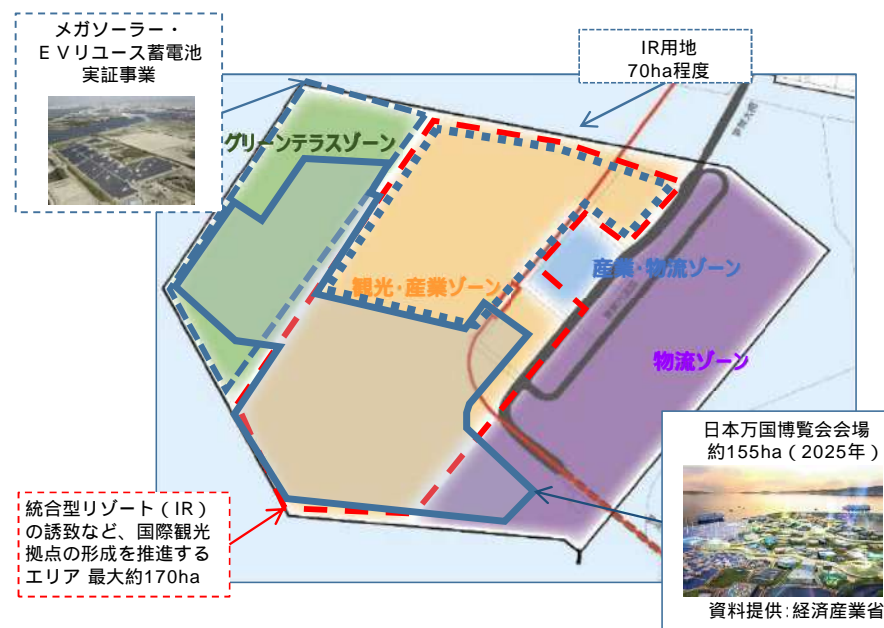 メガソーラー・
ＥＶリユース蓄電池
実証事業
IR用地
70ha程度
グリーンテラスゾーン
産業・物流ゾーン
観光・産業ゾーン
物流ゾーン
日本万国博覧会会場
約155ha（2025年）
統合型リゾート（IR）
の誘致など、国際観光
拠点の形成を推進する
エリア 最大約170ha
資料提供：経済産業省